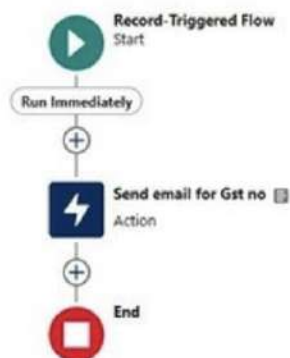 Record-Triggered Flow
Start
Run Immediately
Send email for Gst no
Action
End